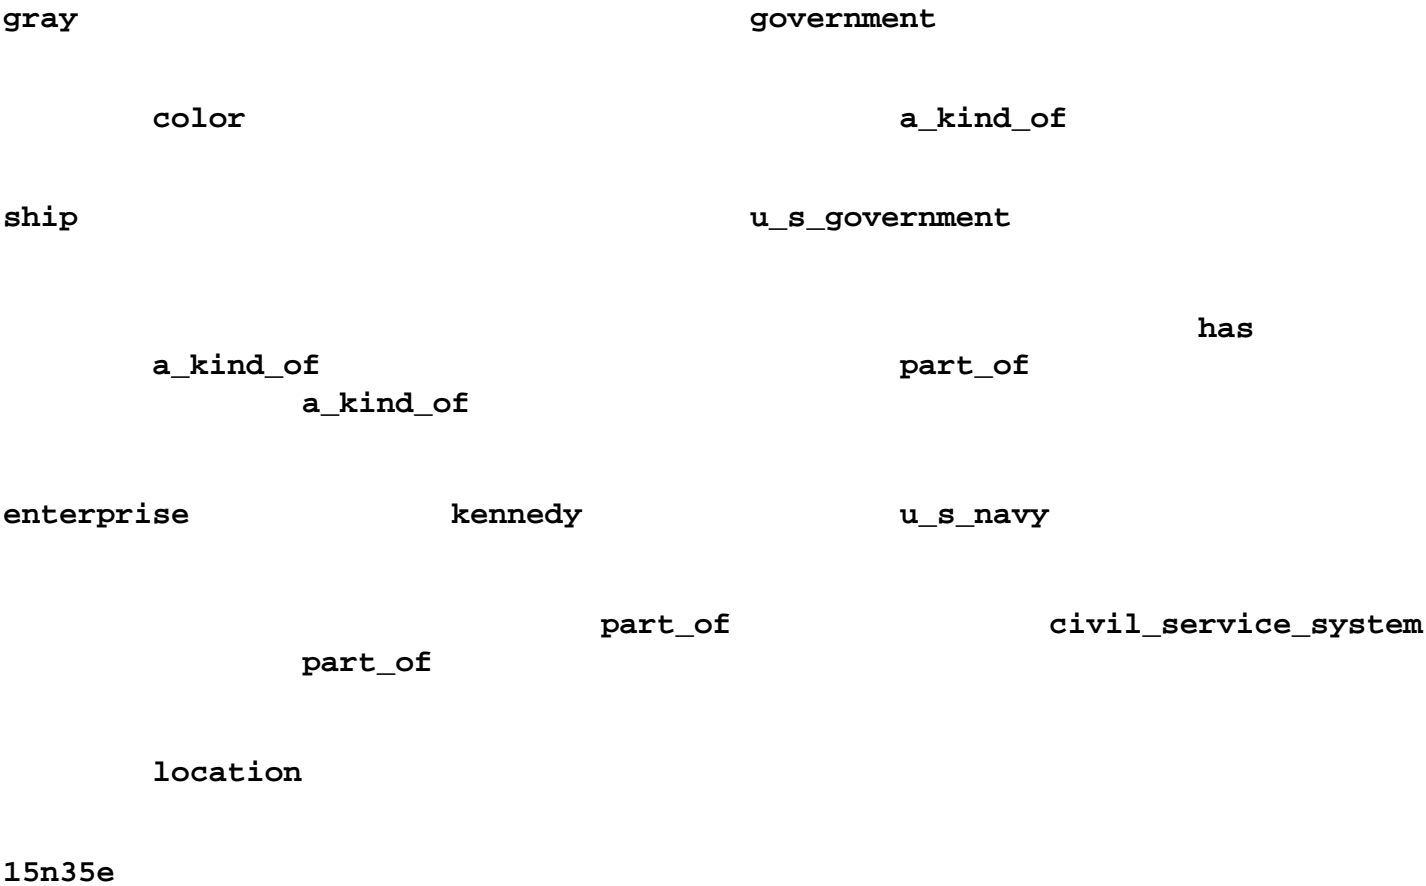 gray government
color a_kind_of
ship u_s_government
has
a_kind_of part_of
a_kind_of
enterprise kennedy u_s_navy
part_of civil_service_system
part_of
location
15n35e